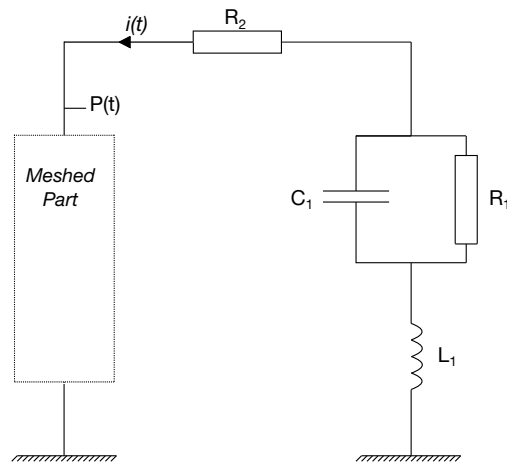 i(t)
R₂
P(t)
Meshed
Part
C₁
R₁
L₁